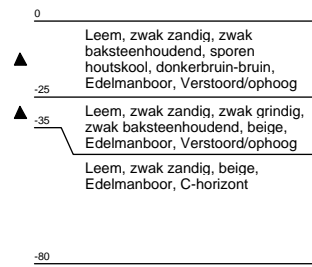 0
Leem, zwak zandig, zwak
baksteenhoudend, sporen
houtskool, donkerbruin-bruin,
Edelmanboor, Verstoord/ophoog
-25
Leem, zwak zandig, zwak grindig,
zwak baksteenhoudend, beige,
Edelmanboor, Verstoord/ophoog
-35
Leem, zwak zandig, beige,
Edelmanboor, C-horizont
-80